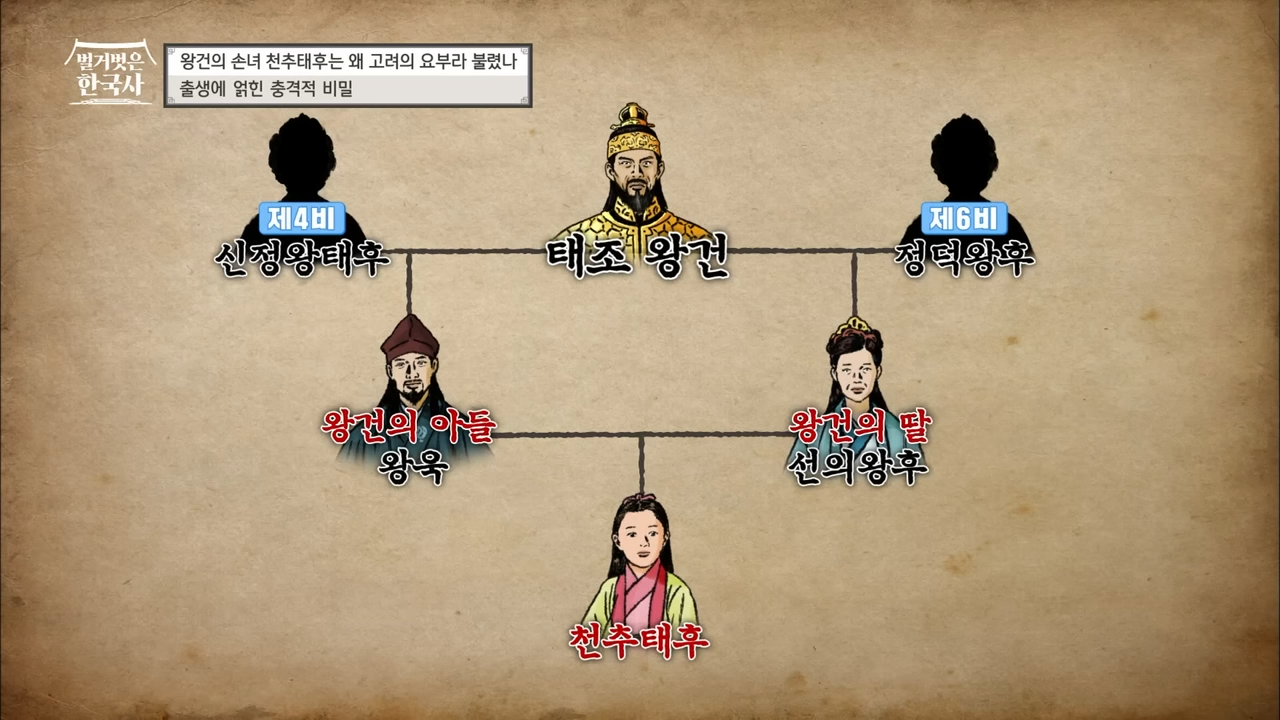 벌거벗은
한국사
왕건의 손녀 천추태후는 왜 고려의 요부라 불렸나
출생에 얽힌 충격적 비밀
제4비
신정왕태후
태조 왕건
제6비
정덕왕후
왕건의 아들
왕욱
왕건의 딸
선의왕후
천추태후